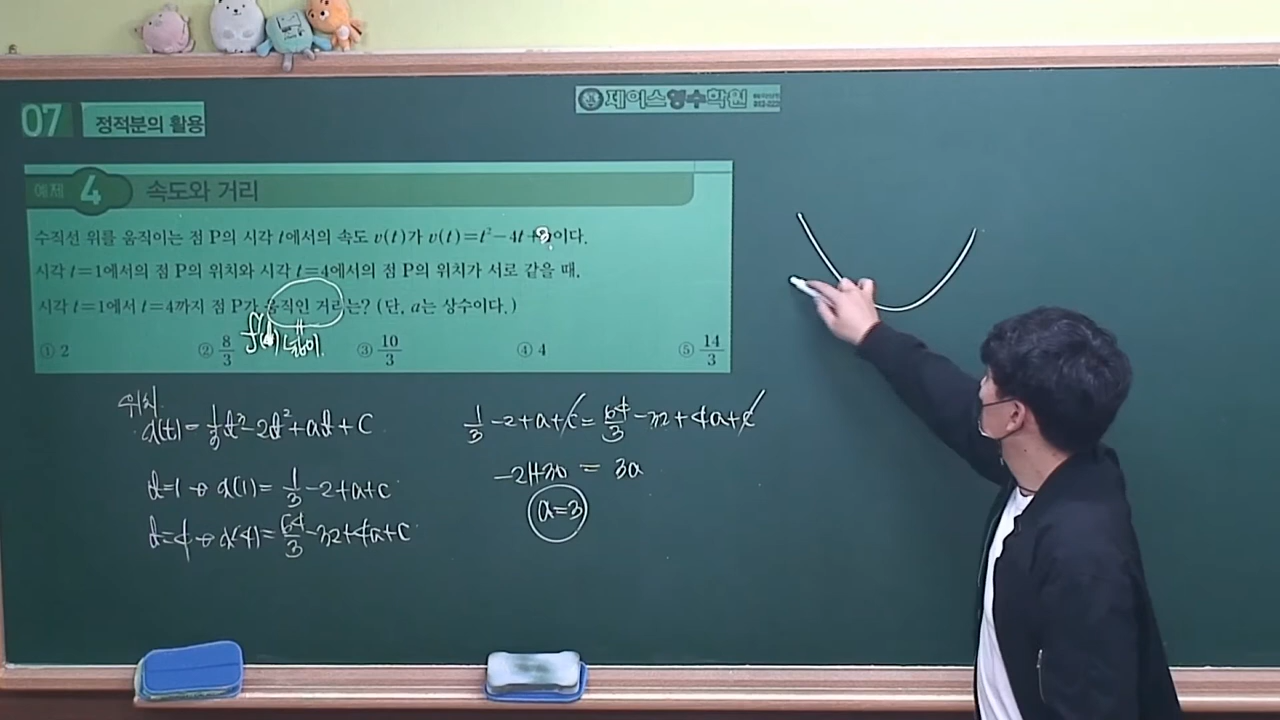 07 정적분의 활용
제이스영수학원
예제 4 속도와 거리
수직선 위를 움직이는 점 P의 시각 t에서의 속도 v(t)가 v(t)=t²-4t+3이다.
시각 t=1에서의 점 P의 위치와 시각 t=4에서의 점 P의 위치가 서로 같을 때,
시각 t=1에서 t=4까지 점 P가 움직인 거리는? (단, a는 상수이다.)
넓이
① 2 ② 8/3 ③ 10/3 ④ 4 ⑤ 14/3
위치
x(t)=1/3t³-2t²+at+C
t=1→x(1)=1/3-2+a+c
t=4→x(4)=64/3-32+4a+c
1/3-2+a+c=64/3-32+4a+c
-21+30=3a
a=3